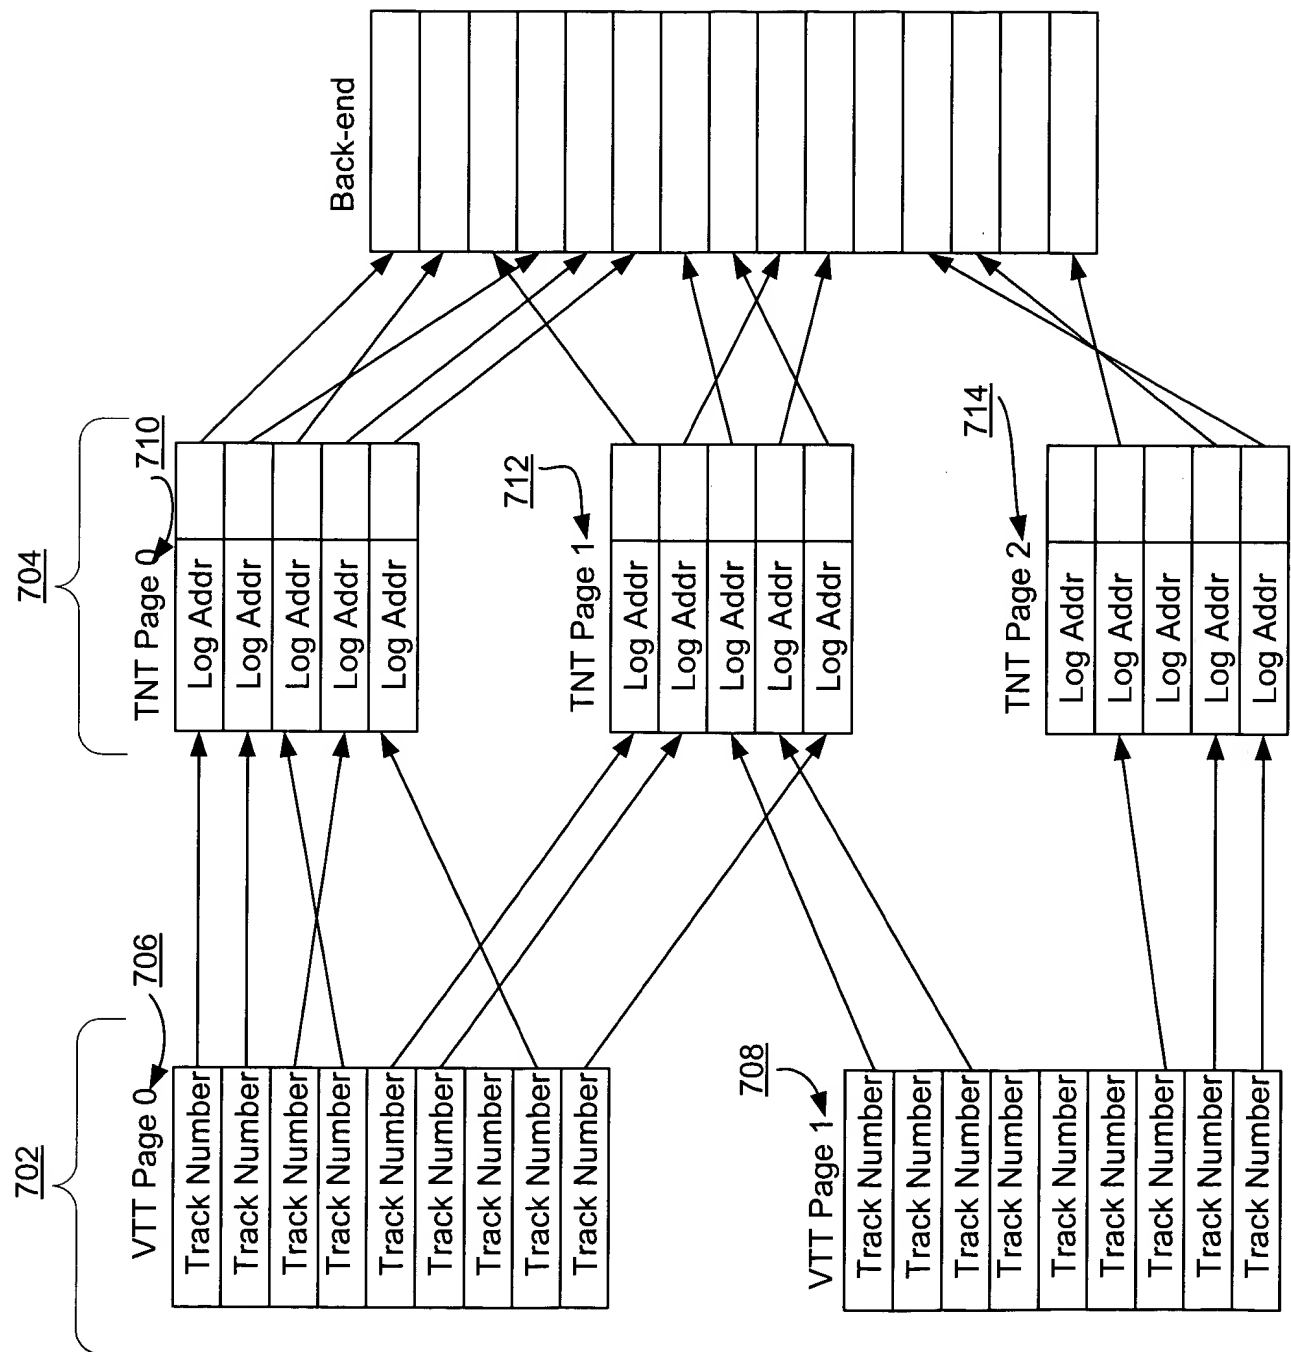 702
VTT Page 0
706
Track Number
Track Number
Track Number
Track Number
Track Number
Track Number
Track Number
Track Number
Track Number
VTT Page 1
708
Track Number
Track Number
Track Number
Track Number
Track Number
Track Number
Track Number
Track Number
Track Number
704
TNT Page 0
710
Log Addr
Log Addr
Log Addr
Log Addr
Log Addr
TNT Page 1
712
Log Addr
Log Addr
Log Addr
Log Addr
Log Addr
TNT Page 2
714
Log Addr
Log Addr
Log Addr
Log Addr
Log Addr
Back-end